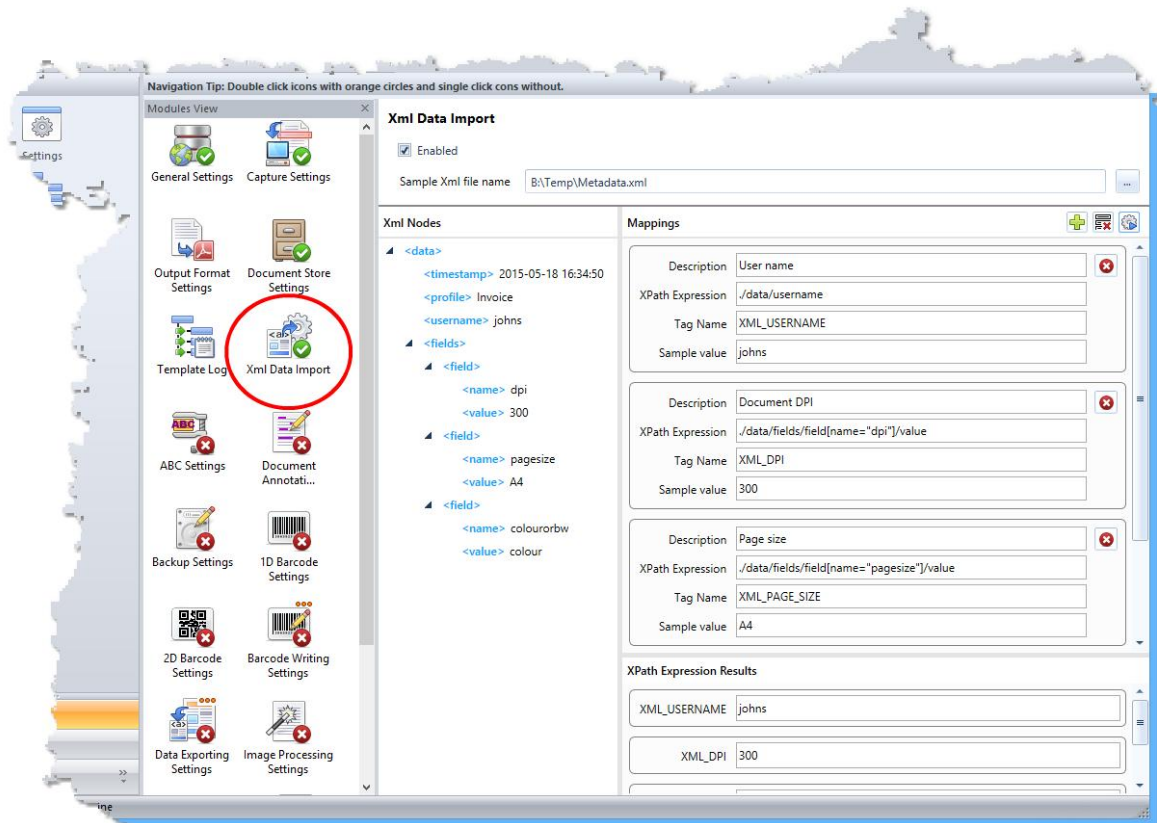 Navigation Tip: Double click icons with orange circles and single click cons without.
Settings
Modules View
General Settings
Capture Settings
Output Format
Settings
Document Store
Settings
Template Log
<a>
Xml Data Import
ABC
ABC Settings
Document
Annotati...
Backup Settings
1D Barcode
Settings
2D Barcode
Settings
Barcode Writing
Settings
<a>
Data Exporting
Settings
Image Processing
Settings
Xml Data Import
Enabled
Sample Xml file name B:\Temp\Metadata.xml ...
Xml Nodes
<data>
<timestamp> 2015-05-18 16:34:50
<profile> Invoice
<username> johns
<fields>
<field>
<name> dpi
<value> 300
<field>
<name> pagesize
<value> A4
<field>
<name> colourorbw
<value> colour
Mappings
Description User name
XPath Expression ./data/username
Tag Name XML_USERNAME
Sample value johns
Description Document DPI
XPath Expression ./data/fields/field[name="dpi"]/value
Tag Name XML_DPI
Sample value 300
Description Page size
XPath Expression ./data/fields/field[name="pagesize"]/value
Tag Name XML_PAGE_SIZE
Sample value A4
XPath Expression Results
XML_USERNAME johns
XML_DPI 300